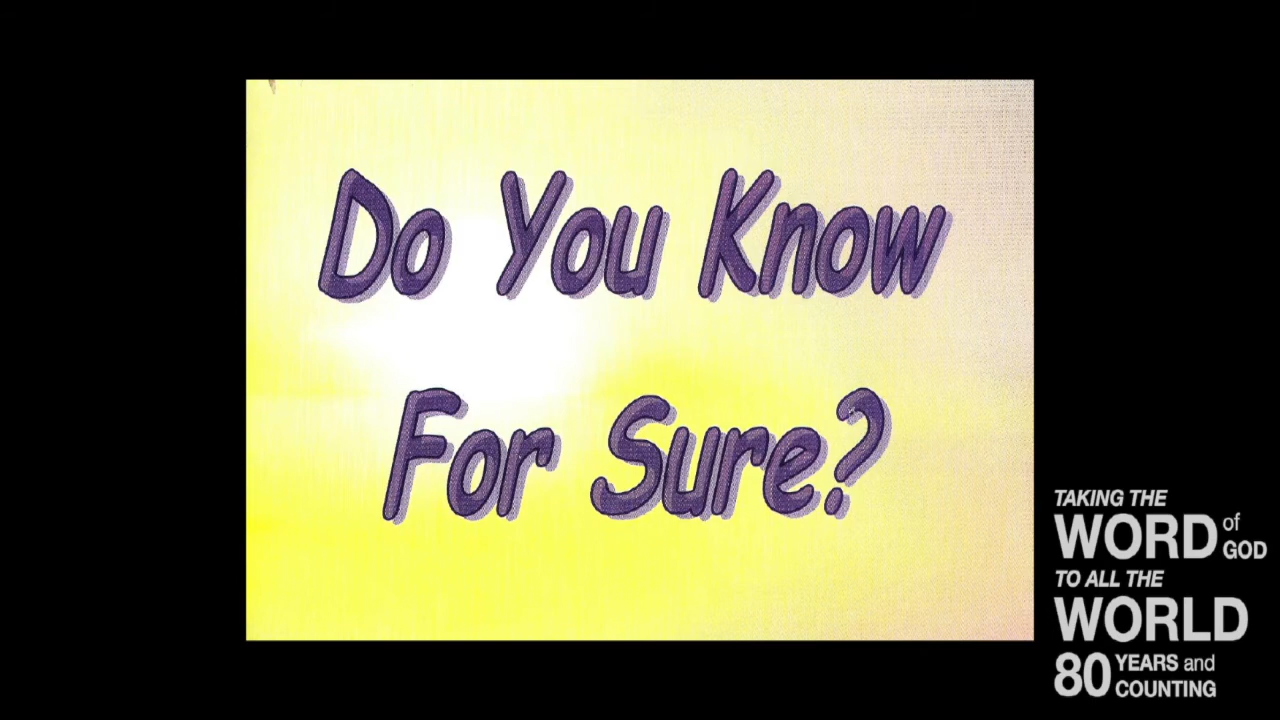 Do You Know
For Sure?
TAKING THE
WORD of GOD
TO ALL THE
WORLD
80 YEARS and
COUNTING